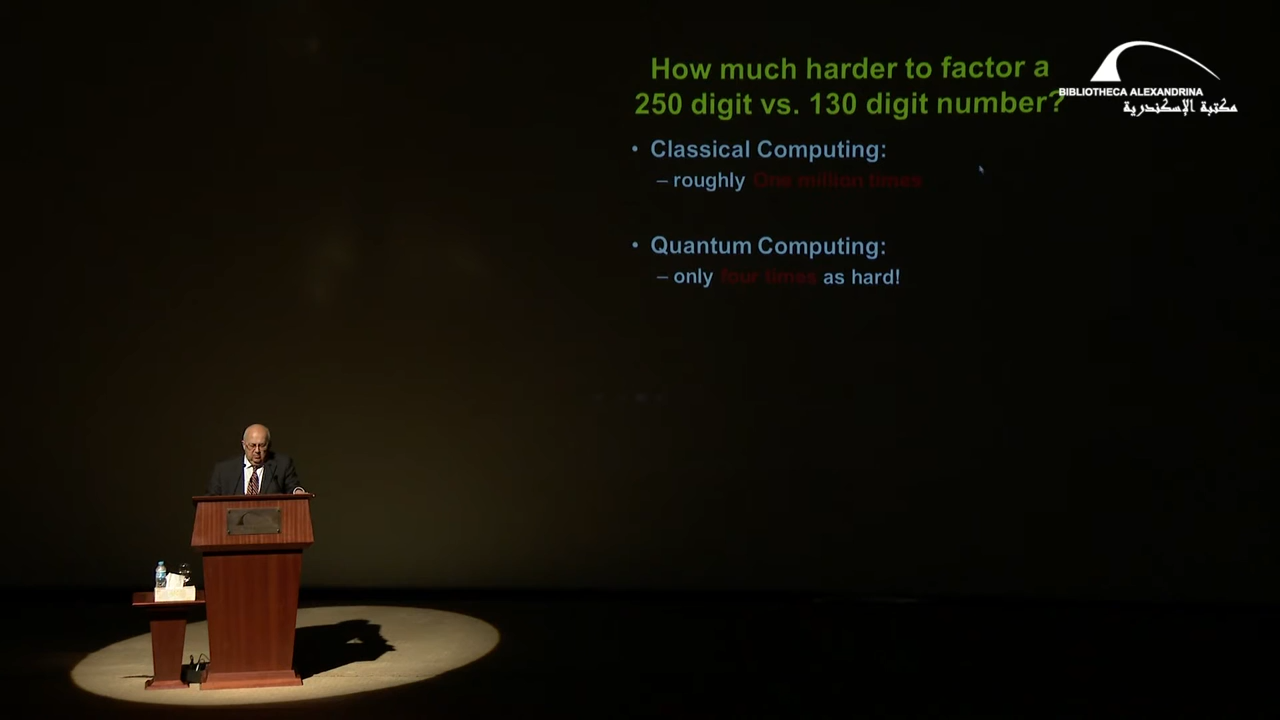 How much harder to factor a
250 digit vs. 130 digit number?
• Classical Computing:
– roughly One million times
• Quantum Computing:
– only four times as hard!
BIBLIOTHECA ALEXANDRINA
مكتبة الإسكندرية